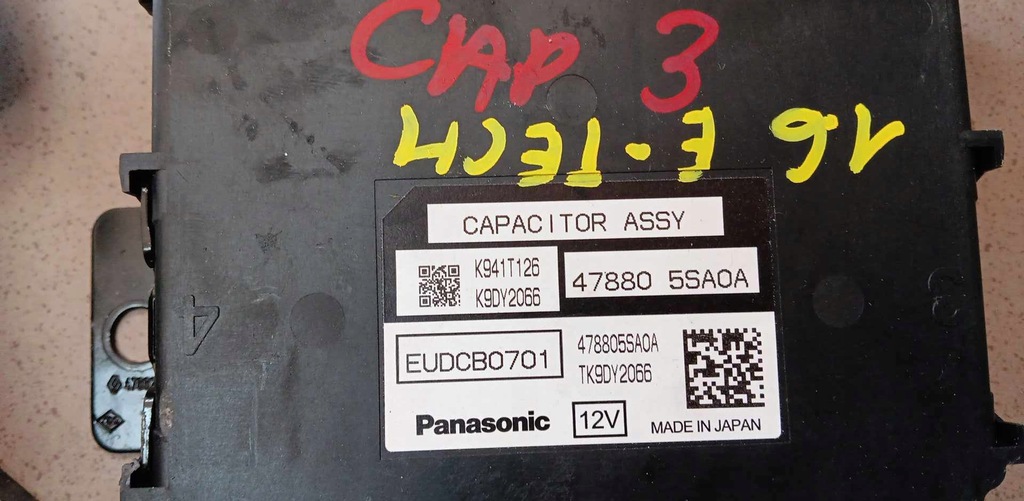 CAP 3
1.6 E-TECH
CAPACITOR ASSY
K941T126
K9DY2066
47880 5SA0A
EUDCB0701
478805SA0A
TK9DY2066
Panasonic
12V
MADE IN JAPAN
4